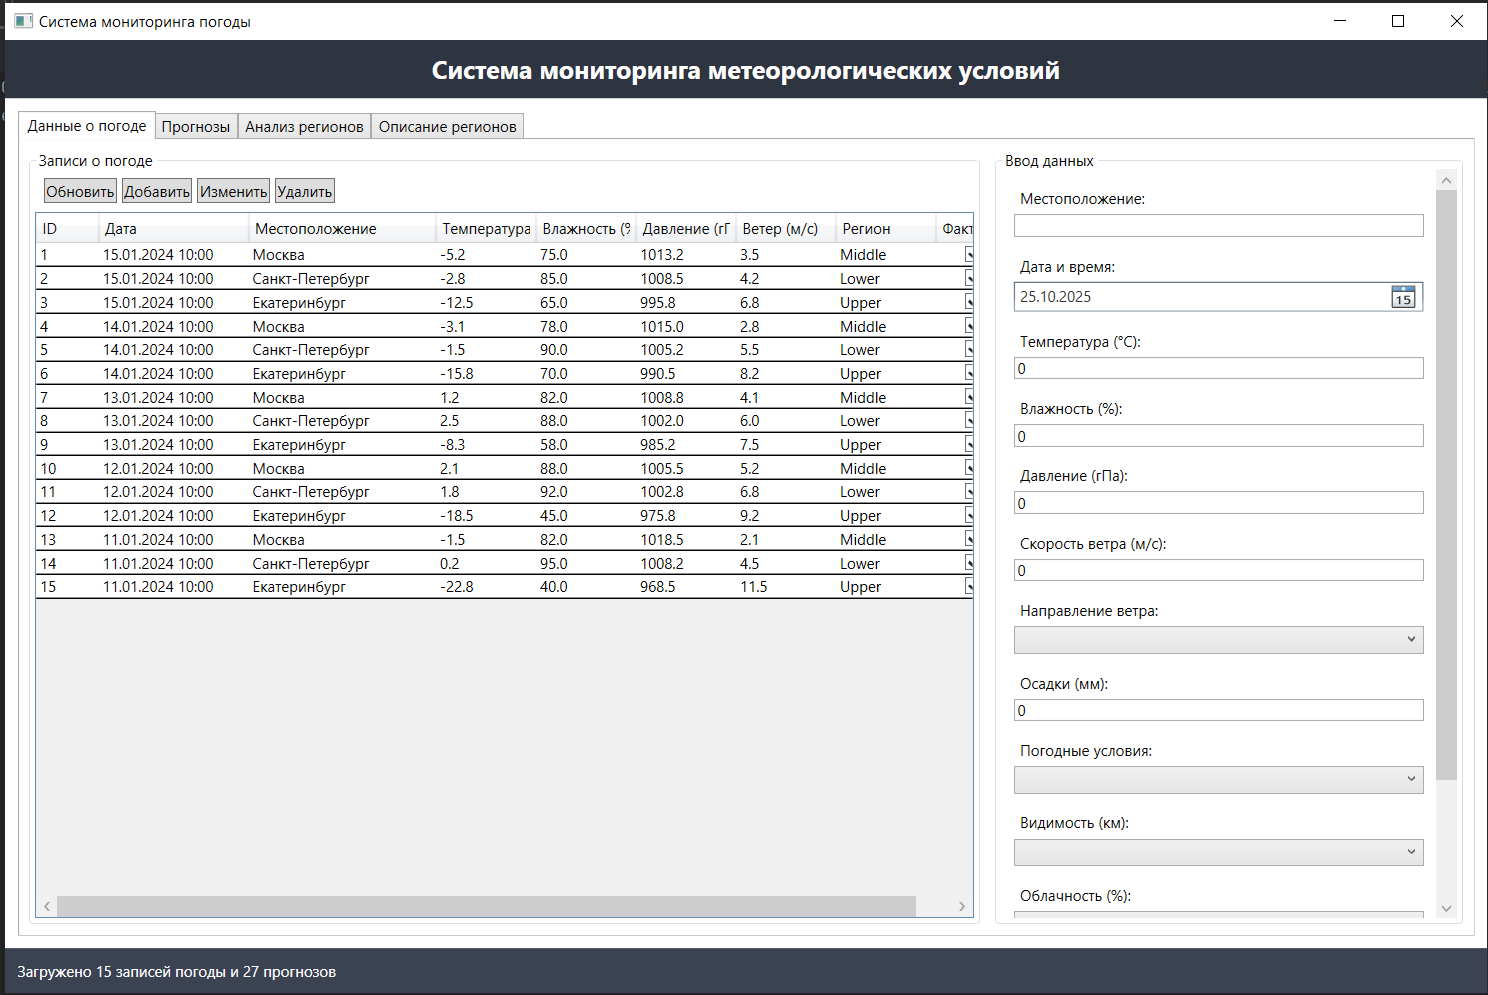 Система мониторинга погоды
Система мониторинга метеорологических условий
Данные о погоде Прогнозы Анализ регионов Описание регионов
Записи о погоде
Обновить Добавить Изменить Удалить
ID Дата Местоположение Температура Влажность (% Давление (гГ Ветер (м/с) Регион Факт
1 15.01.2024 10:00 Москва -5.2 75.0 1013.2 3.5 Middle
2 15.01.2024 10:00 Санкт-Петербург -2.8 85.0 1008.5 4.2 Lower
3 15.01.2024 10:00 Екатеринбург -12.5 65.0 995.8 6.8 Upper
4 14.01.2024 10:00 Москва -3.1 78.0 1015.0 2.8 Middle
5 14.01.2024 10:00 Санкт-Петербург -1.5 90.0 1005.2 5.5 Lower
6 14.01.2024 10:00 Екатеринбург -15.8 70.0 990.5 8.2 Upper
7 13.01.2024 10:00 Москва 1.2 82.0 1008.8 4.1 Middle
8 13.01.2024 10:00 Санкт-Петербург 2.5 88.0 1002.0 6.0 Lower
9 13.01.2024 10:00 Екатеринбург -8.3 58.0 985.2 7.5 Upper
10 12.01.2024 10:00 Москва 2.1 88.0 1005.5 5.2 Middle
11 12.01.2024 10:00 Санкт-Петербург 1.8 92.0 1002.8 6.8 Lower
12 12.01.2024 10:00 Екатеринбург -18.5 45.0 975.8 9.2 Upper
13 11.01.2024 10:00 Москва -1.5 82.0 1018.5 2.1 Middle
14 11.01.2024 10:00 Санкт-Петербург 0.2 95.0 1008.2 4.5 Lower
15 11.01.2024 10:00 Екатеринбург -22.8 40.0 968.5 11.5 Upper
Ввод данных
Местоположение:
Дата и время:
25.10.2025 15
Температура (°C):
0
Влажность (%):
0
Давление (гПа):
0
Скорость ветра (м/с):
0
Направление ветра:
Осадки (мм):
0
Погодные условия:
Видимость (км):
Облачность (%):
Загружено 15 записей погоды и 27 прогнозов